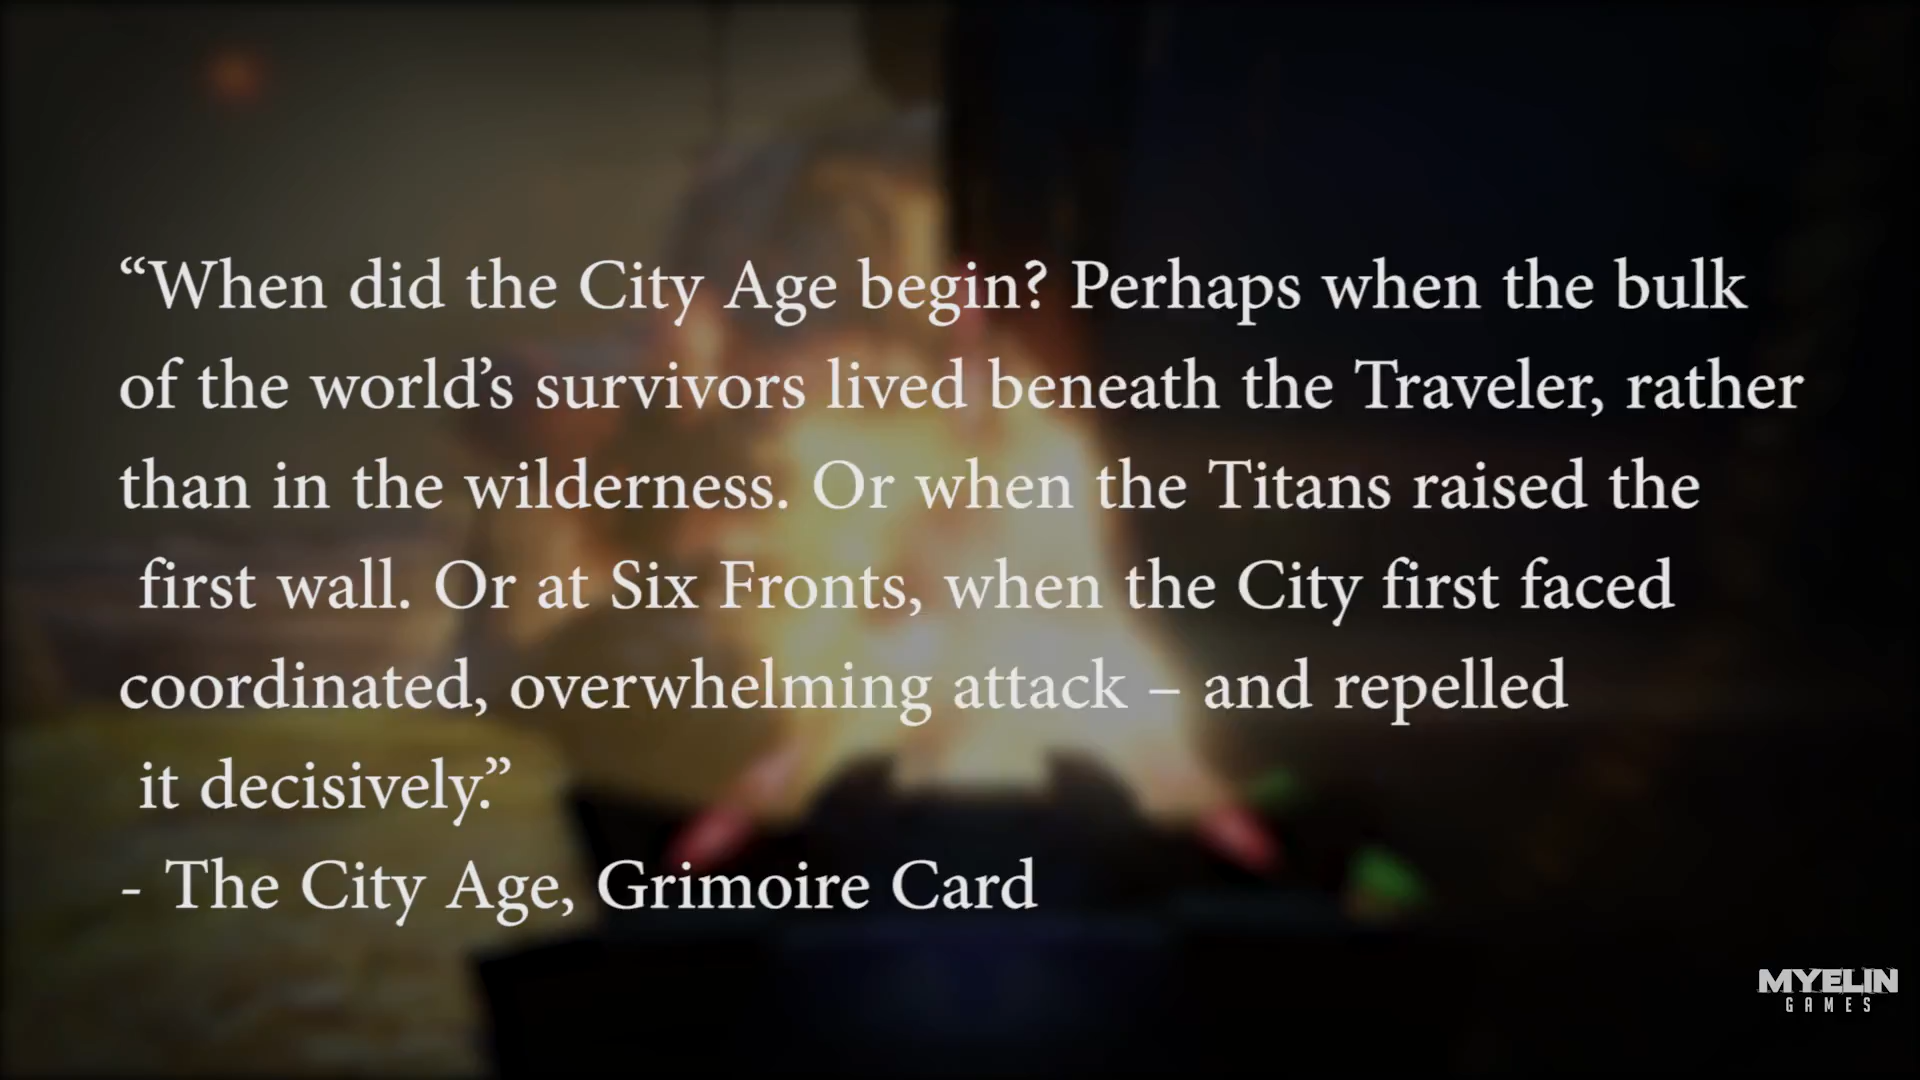 “When did the City Age begin? Perhaps when the bulk
of the world’s survivors lived beneath the Traveler, rather
than in the wilderness. Or when the Titans raised the
first wall. Or at Six Fronts, when the City first faced
coordinated, overwhelming attack – and repelled
it decisively.”
- The City Age, Grimoire Card
MYELIN
GAMES